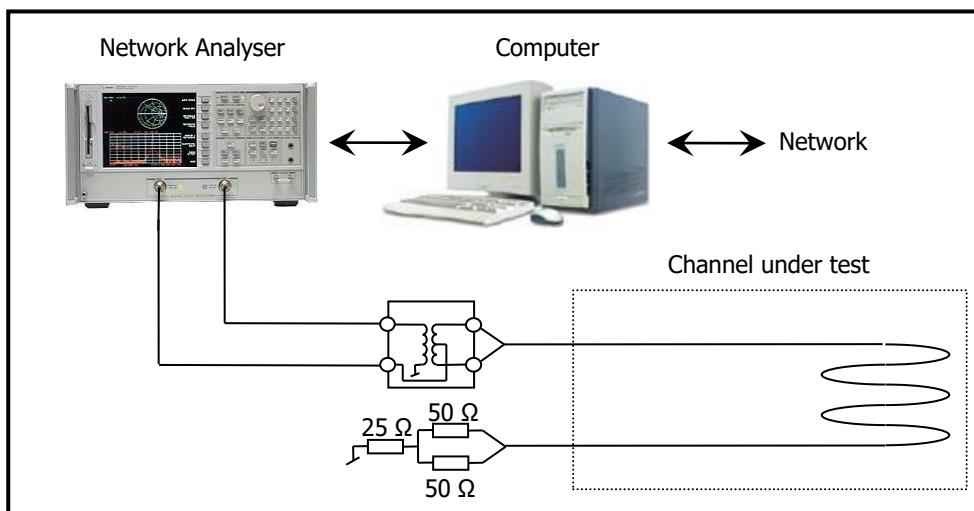 Network Analyser
Computer
Network
Channel under test
50 Ω
25 Ω
50 Ω